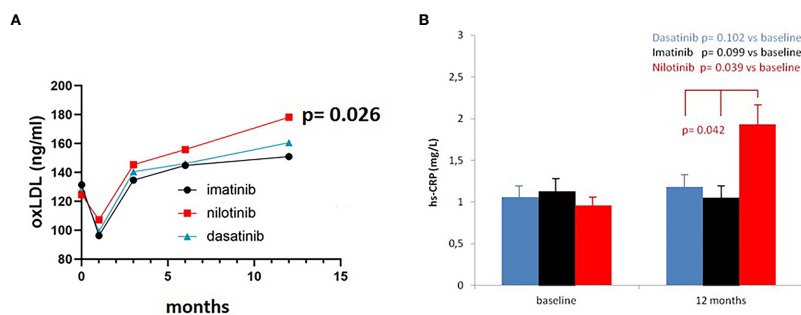 A
oxLDL (ng/ml)
200
180
160
140
120
100
80
0
5
10
15
months
p= 0.026
imatinib
nilotinib
dasatinib
B
Dasatinib p= 0.102 vs baseline
Imatinib p= 0.099 vs baseline
Nilotinib p= 0.039 vs baseline
p= 0.042
hs-CRP (mg/L)
3
2,5
2
1,5
1
0,5
0
baseline
12 months